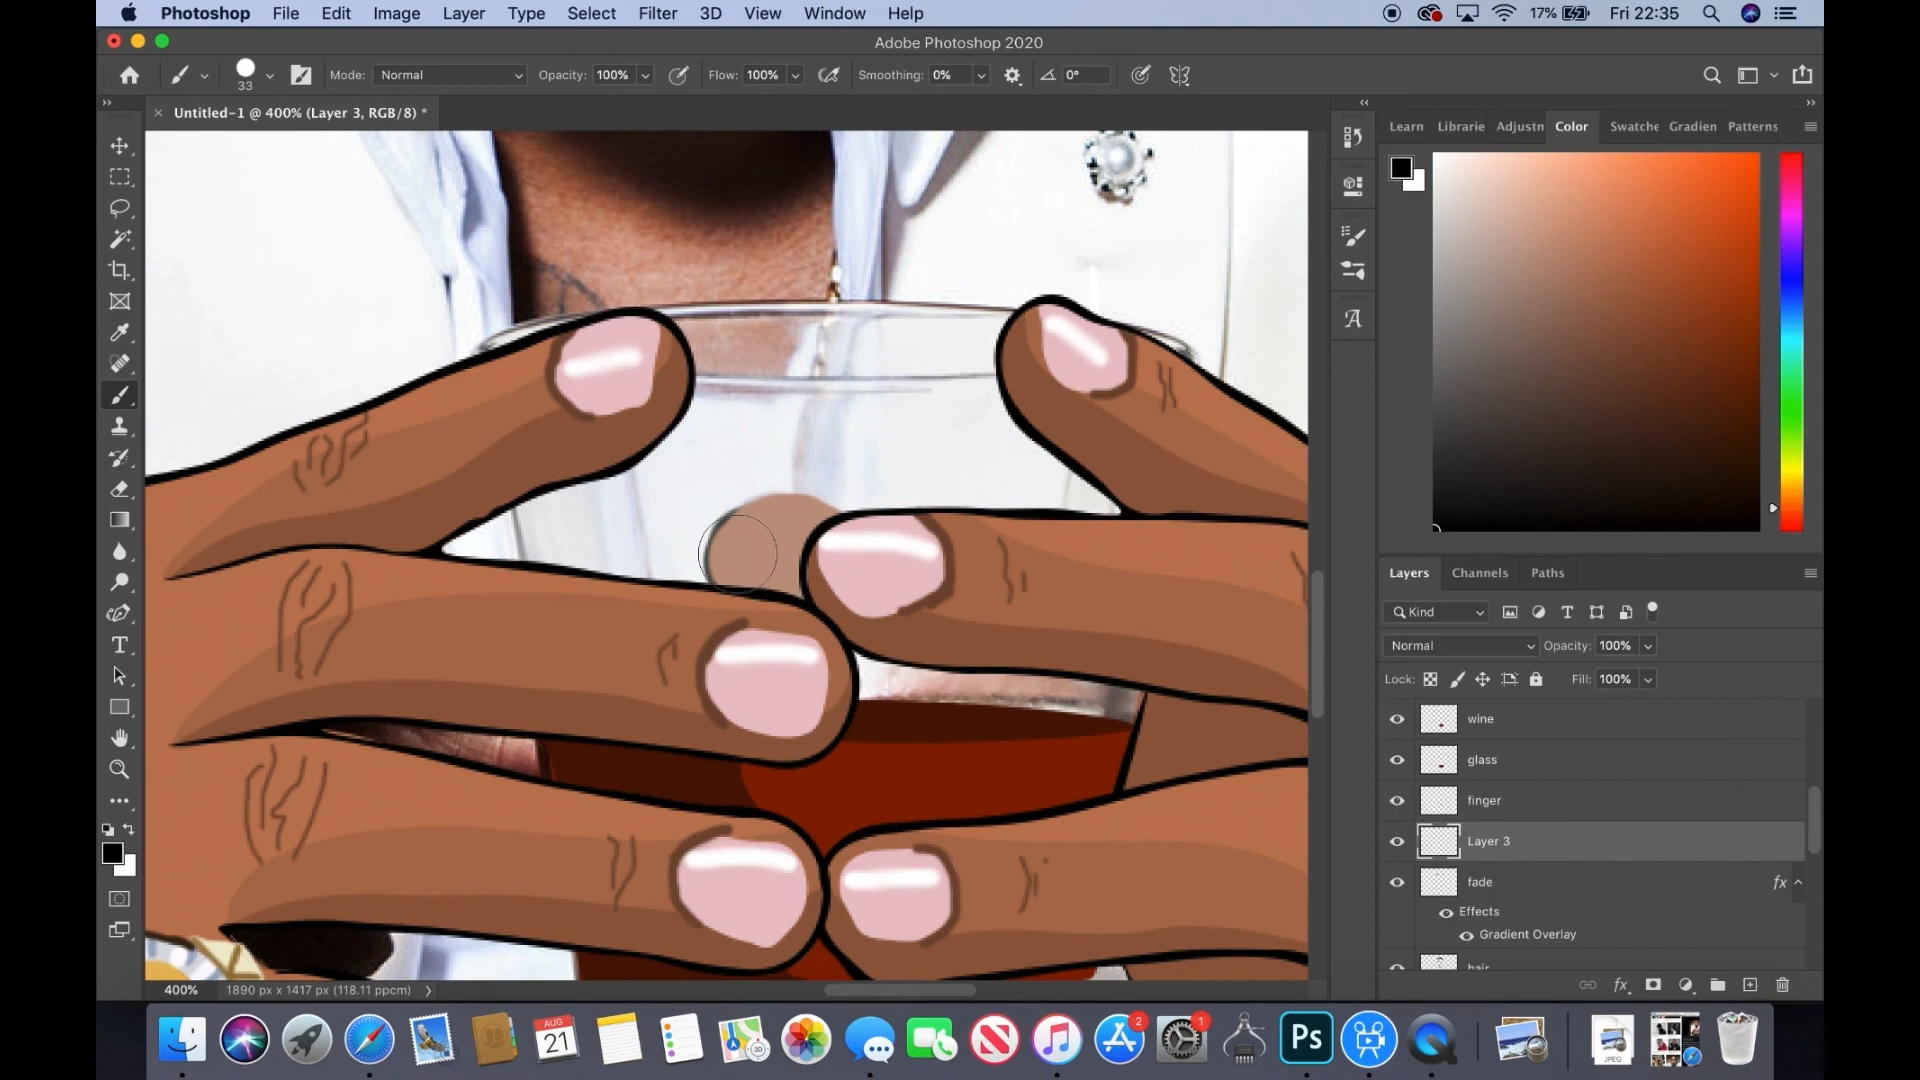 Photoshop File Edit Image Layer Type Select Filter 3D View Window Help 17% Fri 22:35
Adobe Photoshop 2020
33 Mode: Normal Opacity: 100% Flow: 100% Smoothing: 0% 0°
Untitled-1 @ 400% (Layer 3, RGB/8) *
Learn Librarie Adjustn Color Swatche Gradien Patterns
Layers Channels Paths
Kind
Normal Opacity: 100%
Lock: Fill: 100%
wine
glass
finger
Layer 3
fade fx
Effects
Gradient Overlay
hair
400% 1890 px x 1417 px (118.11 ppcm)
fx
AUG
21
3D
2
1
Ps
JPEG